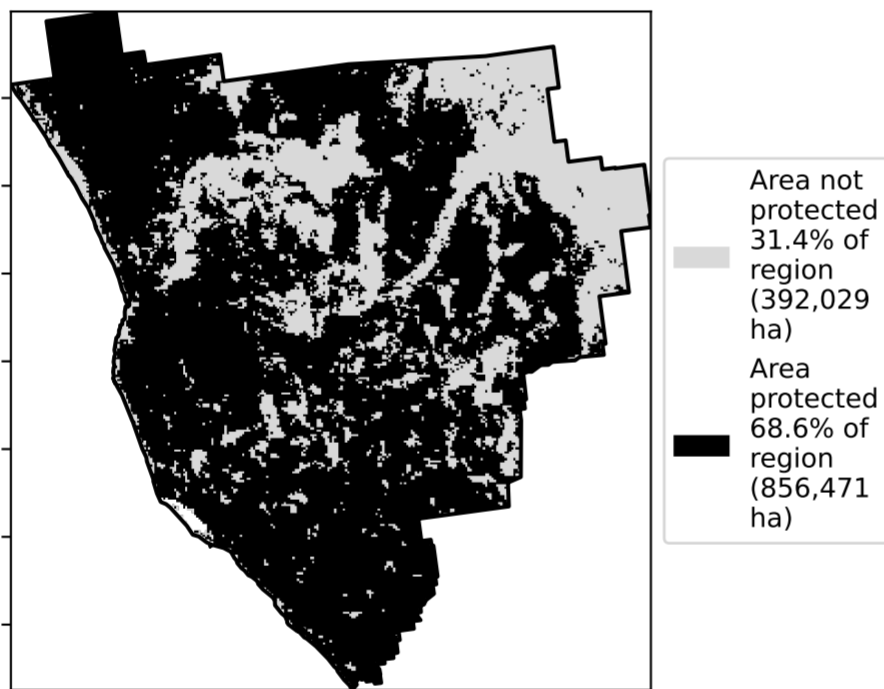 Area not
protected
31.4% of
region
(392,029
ha)
Area
protected
68.6% of
region
(856,471
ha)